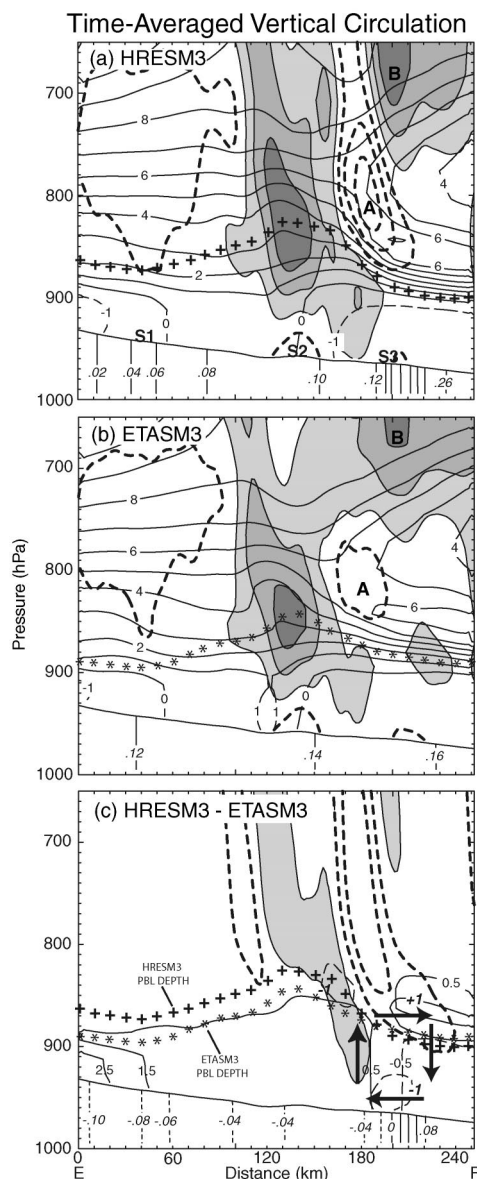 Time-Averaged Vertical Circulation
(a) HRESM3
B
700
8
6
4
800
A
4
6
2
6
900
-1
0
0
-1
S1
S2
S3
.02 .04 .06 .08 .10 .12 .26
1000
(b) ETASM3
B
700
8
6
4
4
800
A
6
2
900
-1
0
1
1
0
.12 .14 .16
1000
Pressure (hPa)
(c) HRESM3 - ETASM3
700
800
HRESM3
PBL DEPTH
-1
0.5
+1
900
ETASM3
PBL DEPTH
2.5
1.5
0.5
-0.5
-1
-.10 -.08 -.06 -.04 -.04 -.04 0 .08
1000
0 60 120 180 240
E Distance (km) F